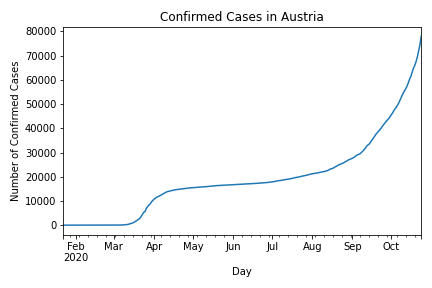 Confirmed Cases in Austria
80000
70000
60000
50000
40000
30000
20000
10000
0
Number of Confirmed Cases
Feb Mar Apr May Jun Jul Aug Sep Oct
2020
Day